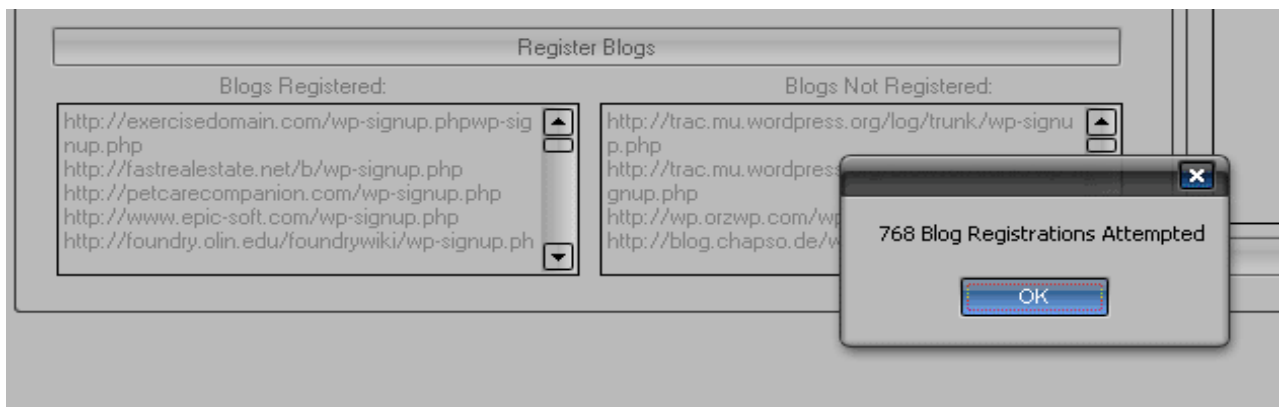 Register Blogs
Blogs Registered:
http://exercisedomain.com/wp-signup.phpwp-sig
nup.php
http://fastrealestate.net/b/wp-signup.php
http://petcarecompanion.com/wp-signup.php
http://www.epic-soft.com/wp-signup.php
http://foundry.olin.edu/foundrywiki/wp-signup.ph
Blogs Not Registered:
http://trac.mu.wordpress.org/log/trunk/wp-signu
p.php
http://trac.mu.wordpress
gnup.php
http://wp.orzwp.com/wp
http://blog.chapso.de/w
768 Blog Registrations Attempted
OK